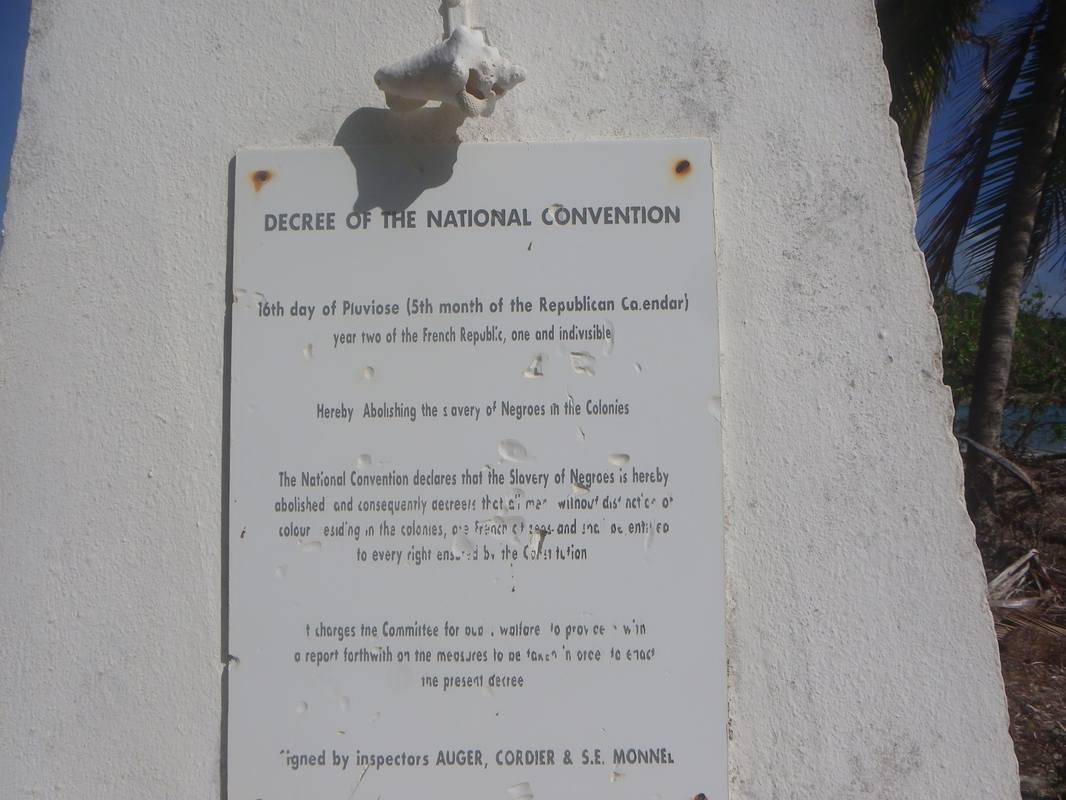 DECREE OF THE NATIONAL CONVENTION
16th day of Pluviose (5th month of the Republican Ca.endar)
year two of the French Republic, one and indivisible
Hereby Abolishing the s avery of Negroes in the Colonies
The National Convention declares that the Slavery of Negroes is hereby
abolished and consequently decrees that all men without distinction of
colour residing in the colonies, are French citizens and shall be entitled
to every right ensured by the Constitution
It charges the Committee for public welfare to provide with
a report forthwith on the measures to be taken in order to enact
the present decree
Signed by inspectors AUGER, CORDIER & S.E. MONNEL